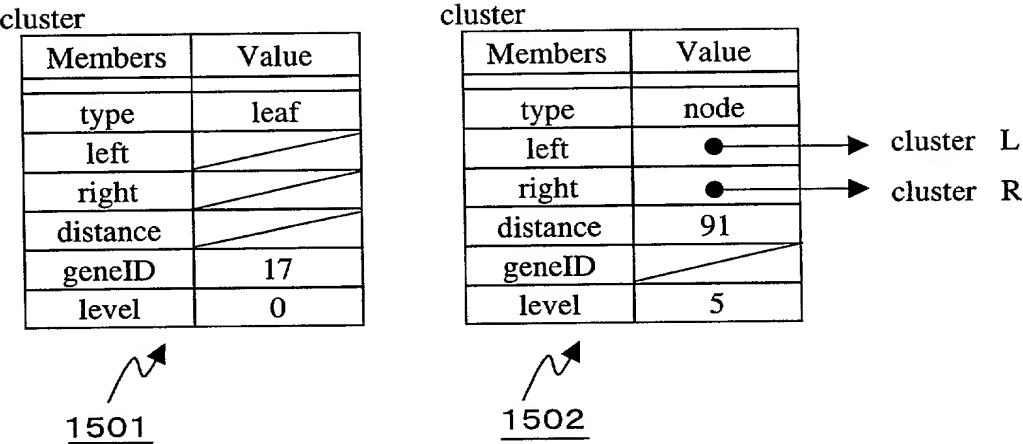 cluster
Members Value
type leaf
left
right
distance
geneID 17
level 0
1501
cluster
Members Value
type node
left cluster L
right cluster R
distance 91
geneID
level 5
1502